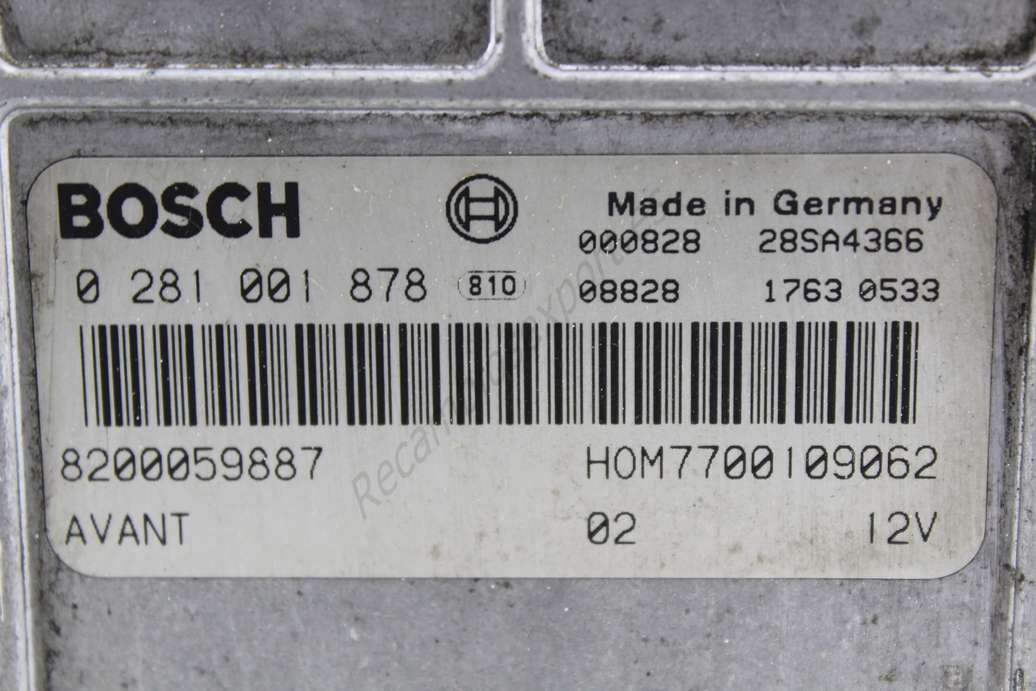 BOSCH
Made in Germany
000828 28SA4366
0 281 001 878 810 08828 1763 0533
8200059887 HOM7700109062
AVANT 02 12V